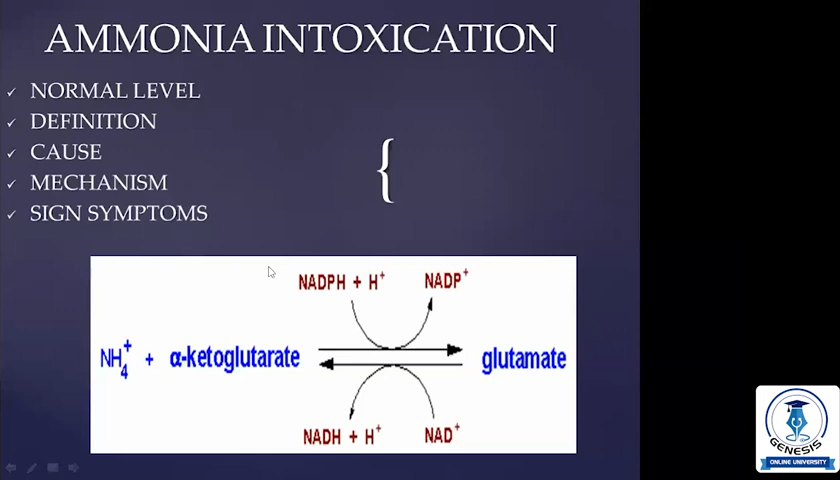 AMMONIA INTOXICATION
✓ NORMAL LEVEL
✓ DEFINITION
✓ CAUSE
✓ MECHANISM
✓ SIGN SYMPTOMS
{
NADPH + H⁺ NADP⁺
NH₄⁺ + α-ketoglutarate glutamate
NADH + H⁺ NAD⁺
GENESIS
ONLINE UNIVERSITY